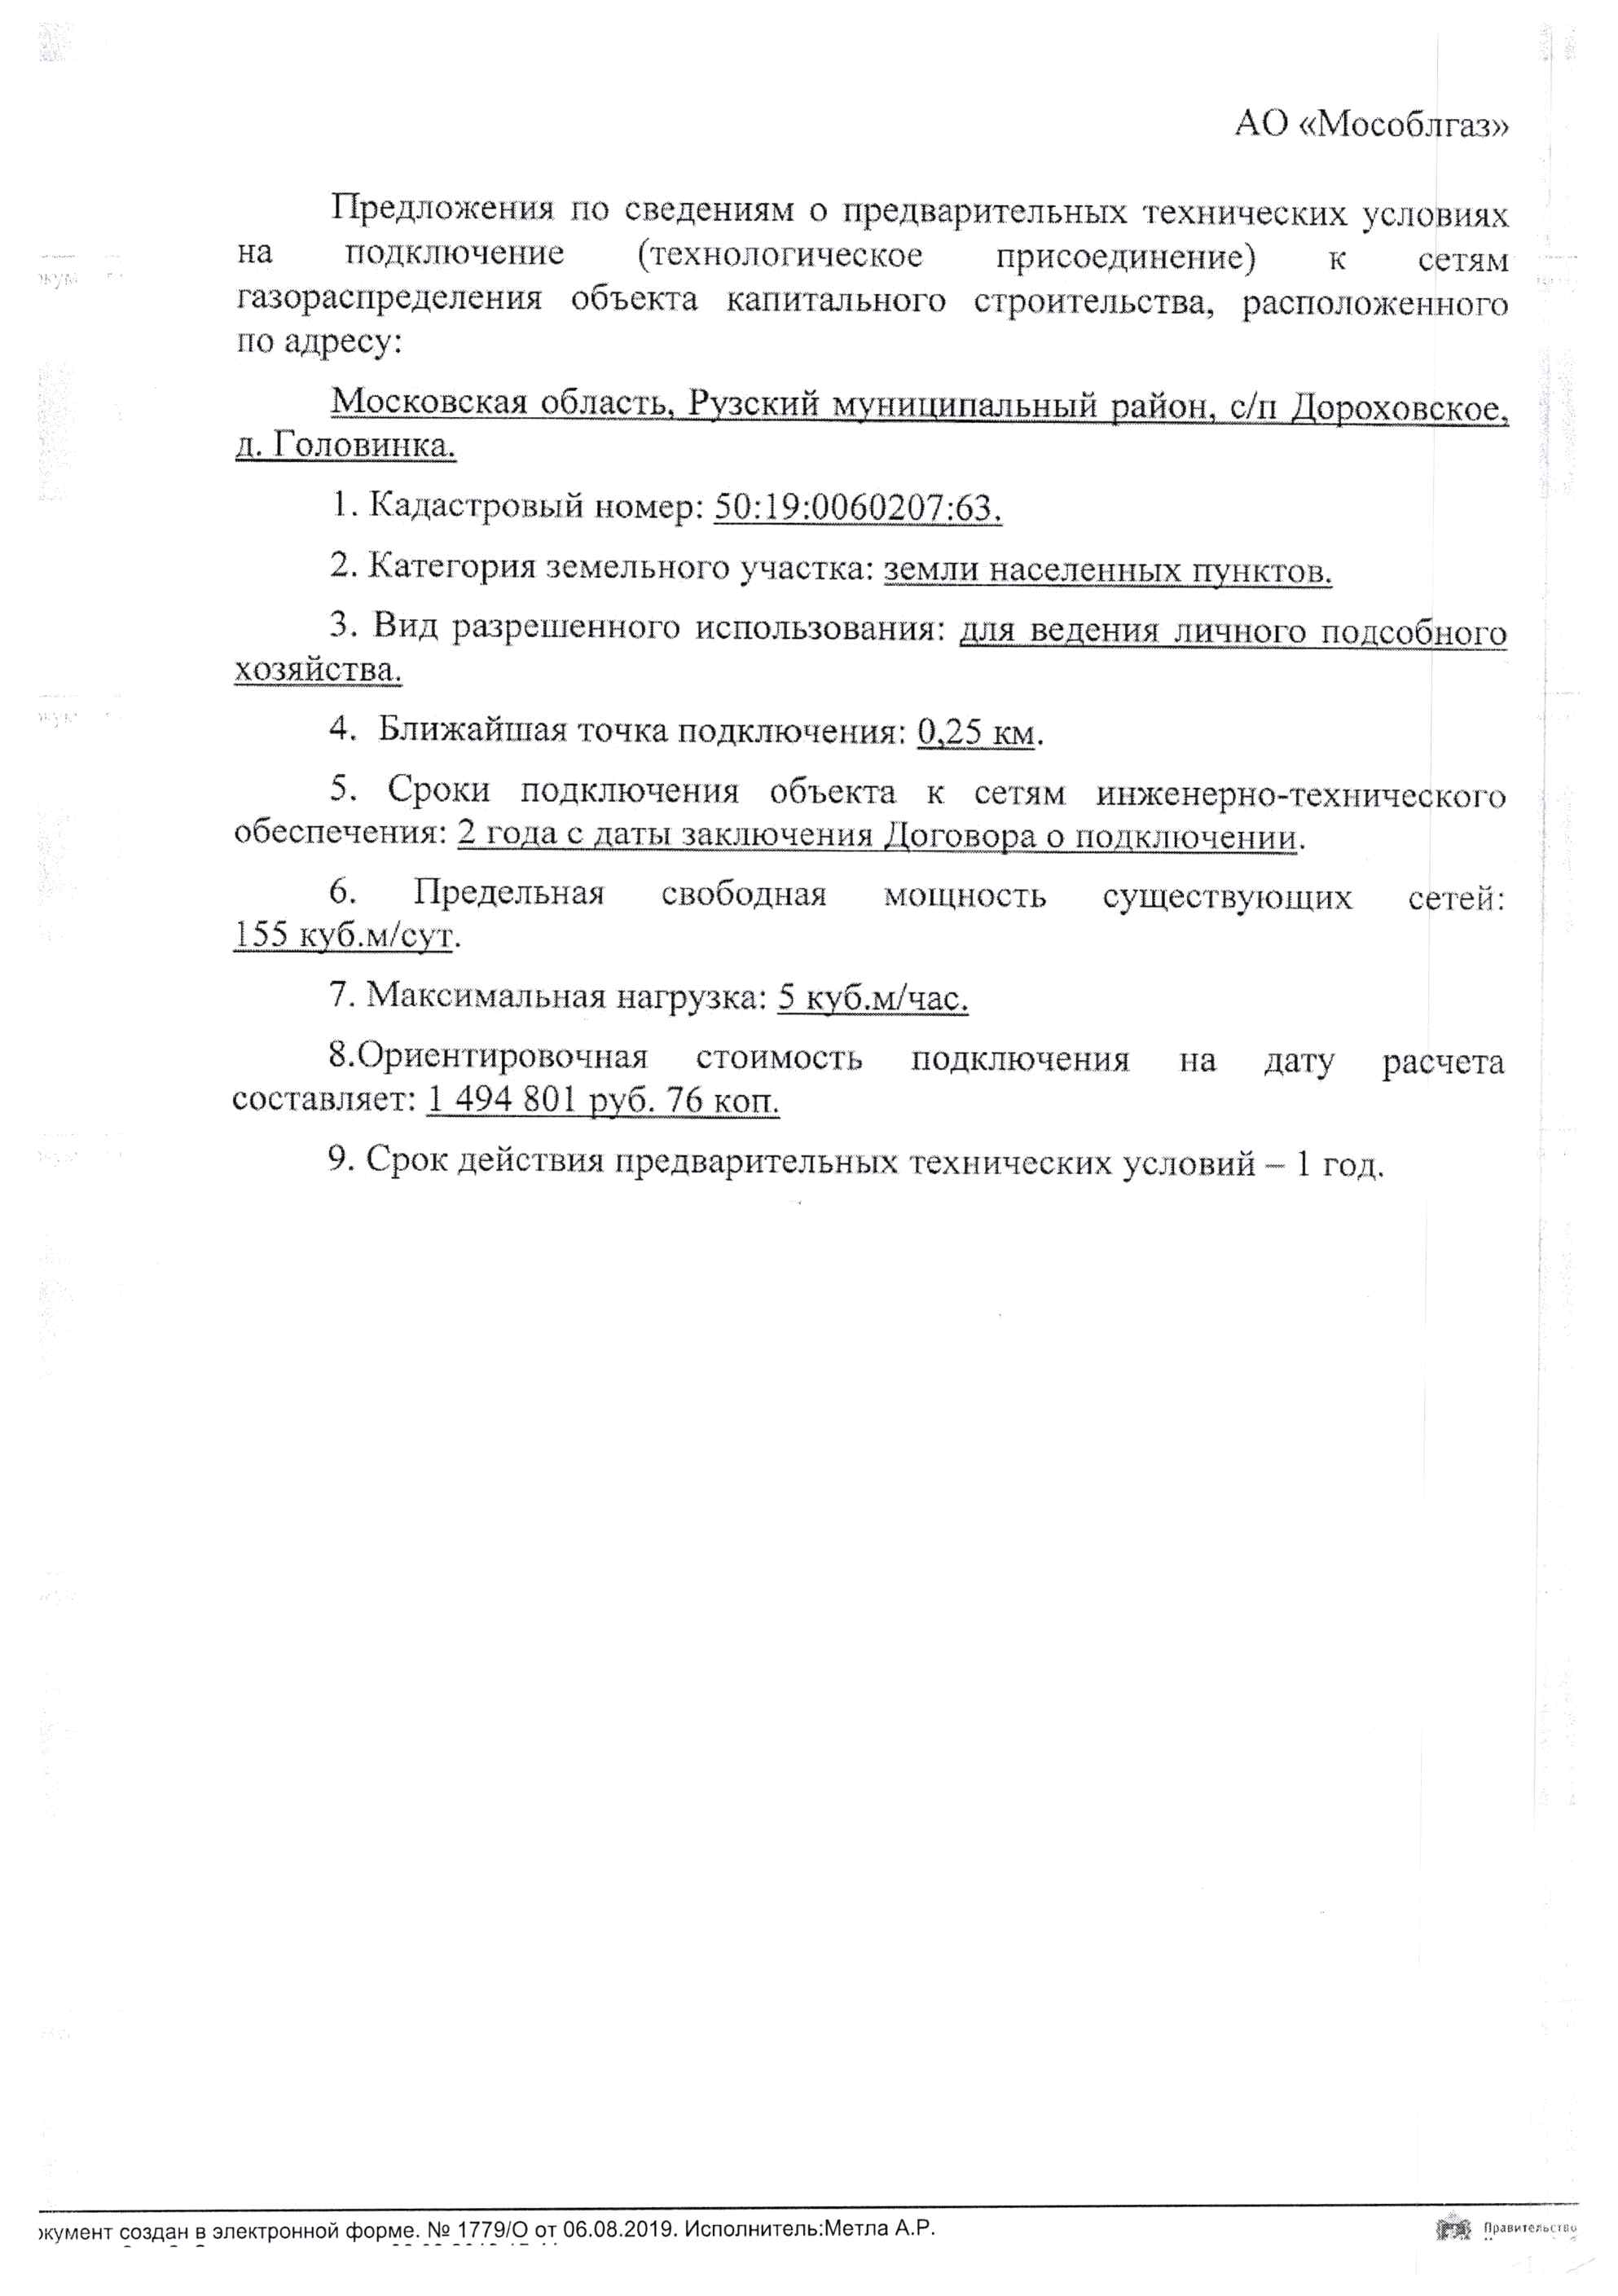 АО «Мособлгаз»
Предложения по сведениям о предварительных технических условиях
на подключение (технологическое присоединение) к сетям
газораспределения объекта капитального строительства, расположенного
по адресу:
Московская область, Рузский муниципальный район, с/п Дороховское,
д. Головинка.
1. Кадастровый номер: 50:19:0060207:63.
2. Категория земельного участка: земли населенных пунктов.
3. Вид разрешенного использования: для ведения личного подсобного
хозяйства.
4. Ближайшая точка подключения: 0,25 км.
5. Сроки подключения объекта к сетям инженерно-технического
обеспечения: 2 года с даты заключения Договора о подключении.
6. Предельная свободная мощность существующих сетей:
155 куб.м/сут.
7. Максимальная нагрузка: 5 куб.м/час.
8.Ориентировочная стоимость подключения на дату расчета
составляет: 1 494 801 руб. 76 коп.
9. Срок действия предварительных технических условий – 1 год.
окумент создан в электронной форме. № 1779/О от 06.08.2019. Исполнитель:Метла А.Р.
Правительство